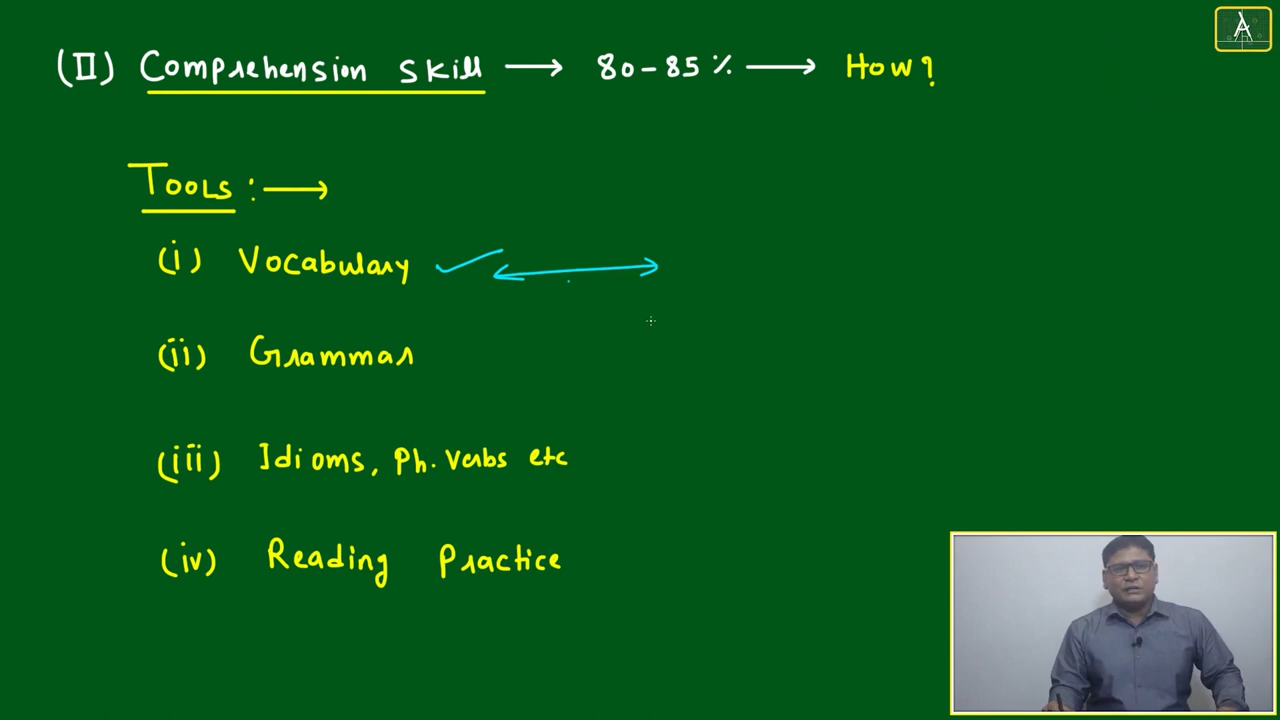 (II) Comprehension skill → 80-85% → How?
Tools :→
(i) Vocabulary
(ii) Grammar
(iii) Idioms, Ph. Verbs etc
(iv) Reading Practice